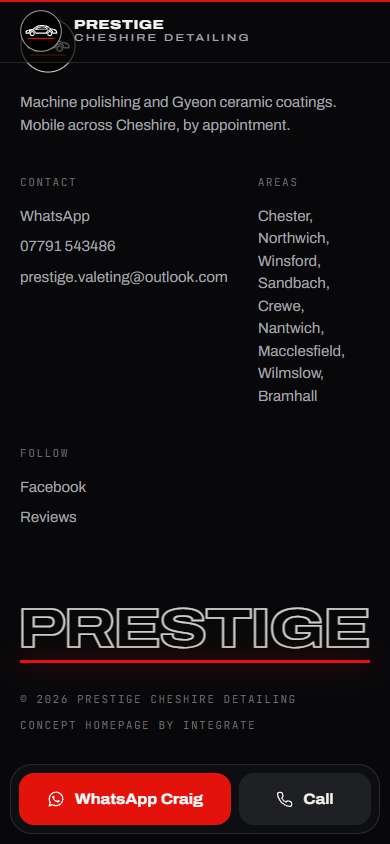 PRESTIGE
CHESHIRE DETAILING
Machine polishing and Gyeon ceramic coatings.
Mobile across Cheshire, by appointment.
CONTACT
WhatsApp
07791 543486
prestige.valeting@outlook.com
AREAS
Chester,
Northwich,
Winsford,
Sandbach,
Crewe,
Nantwich,
Macclesfield,
Wilmslow,
Bramhall
FOLLOW
Facebook
Reviews
PRESTIGE
© 2026 PRESTIGE CHESHIRE DETAILING
CONCEPT HOMEPAGE BY INTEGRATE
WhatsApp Craig
Call